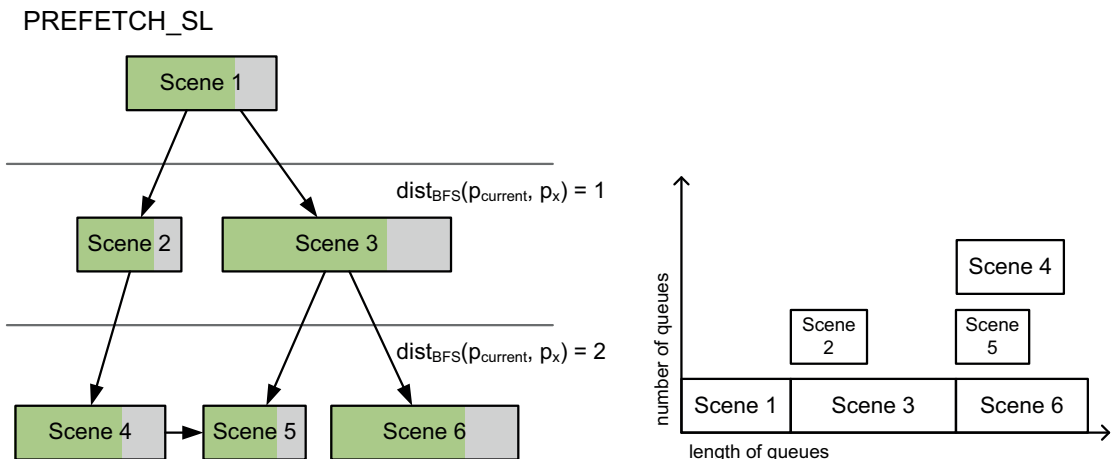 PREFETCH_SL
Scene 1
dist_BFS(p_current, p_x) = 1
Scene 2
Scene 3
dist_BFS(p_current, p_x) = 2
Scene 4
Scene 5
Scene 6
number of queues
Scene 4
Scene
2
Scene
5
Scene 1
Scene 3
Scene 6
length of queues